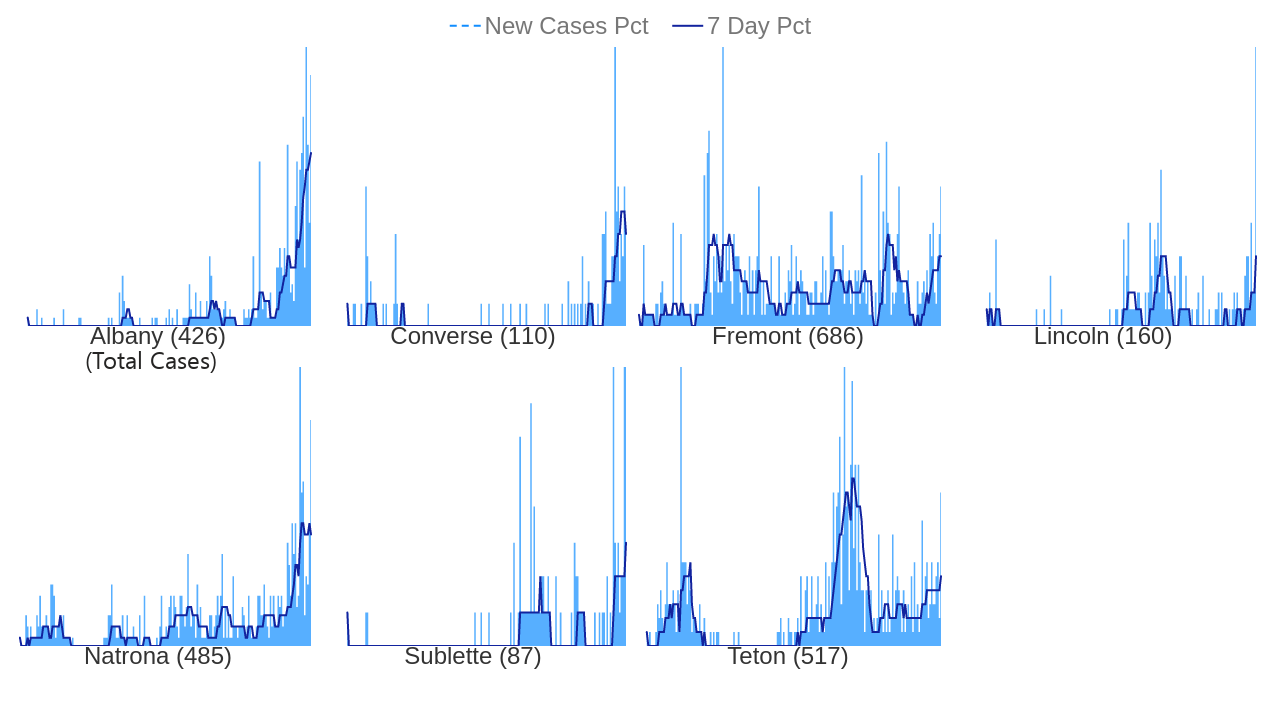 New Cases Pct 7 Day Pct
Albany (426)
(Total Cases)
Converse (110)
Fremont (686)
Lincoln (160)
Natrona (485)
Sublette (87)
Teton (517)